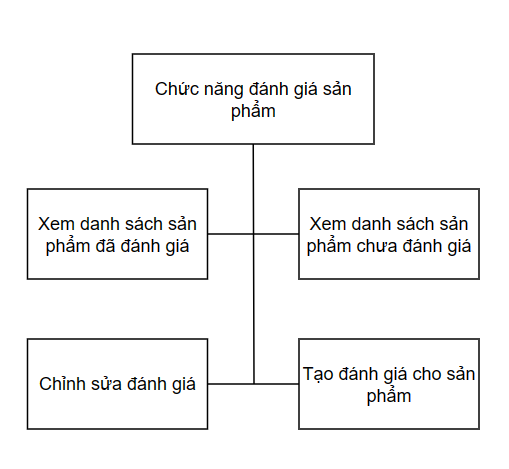 Chức năng đánh giá sản
phẩm
Xem danh sách sản
phẩm đã đánh giá
Xem danh sách sản
phẩm chưa đánh giá
Chỉnh sửa đánh giá
Tạo đánh giá cho sản
phẩm